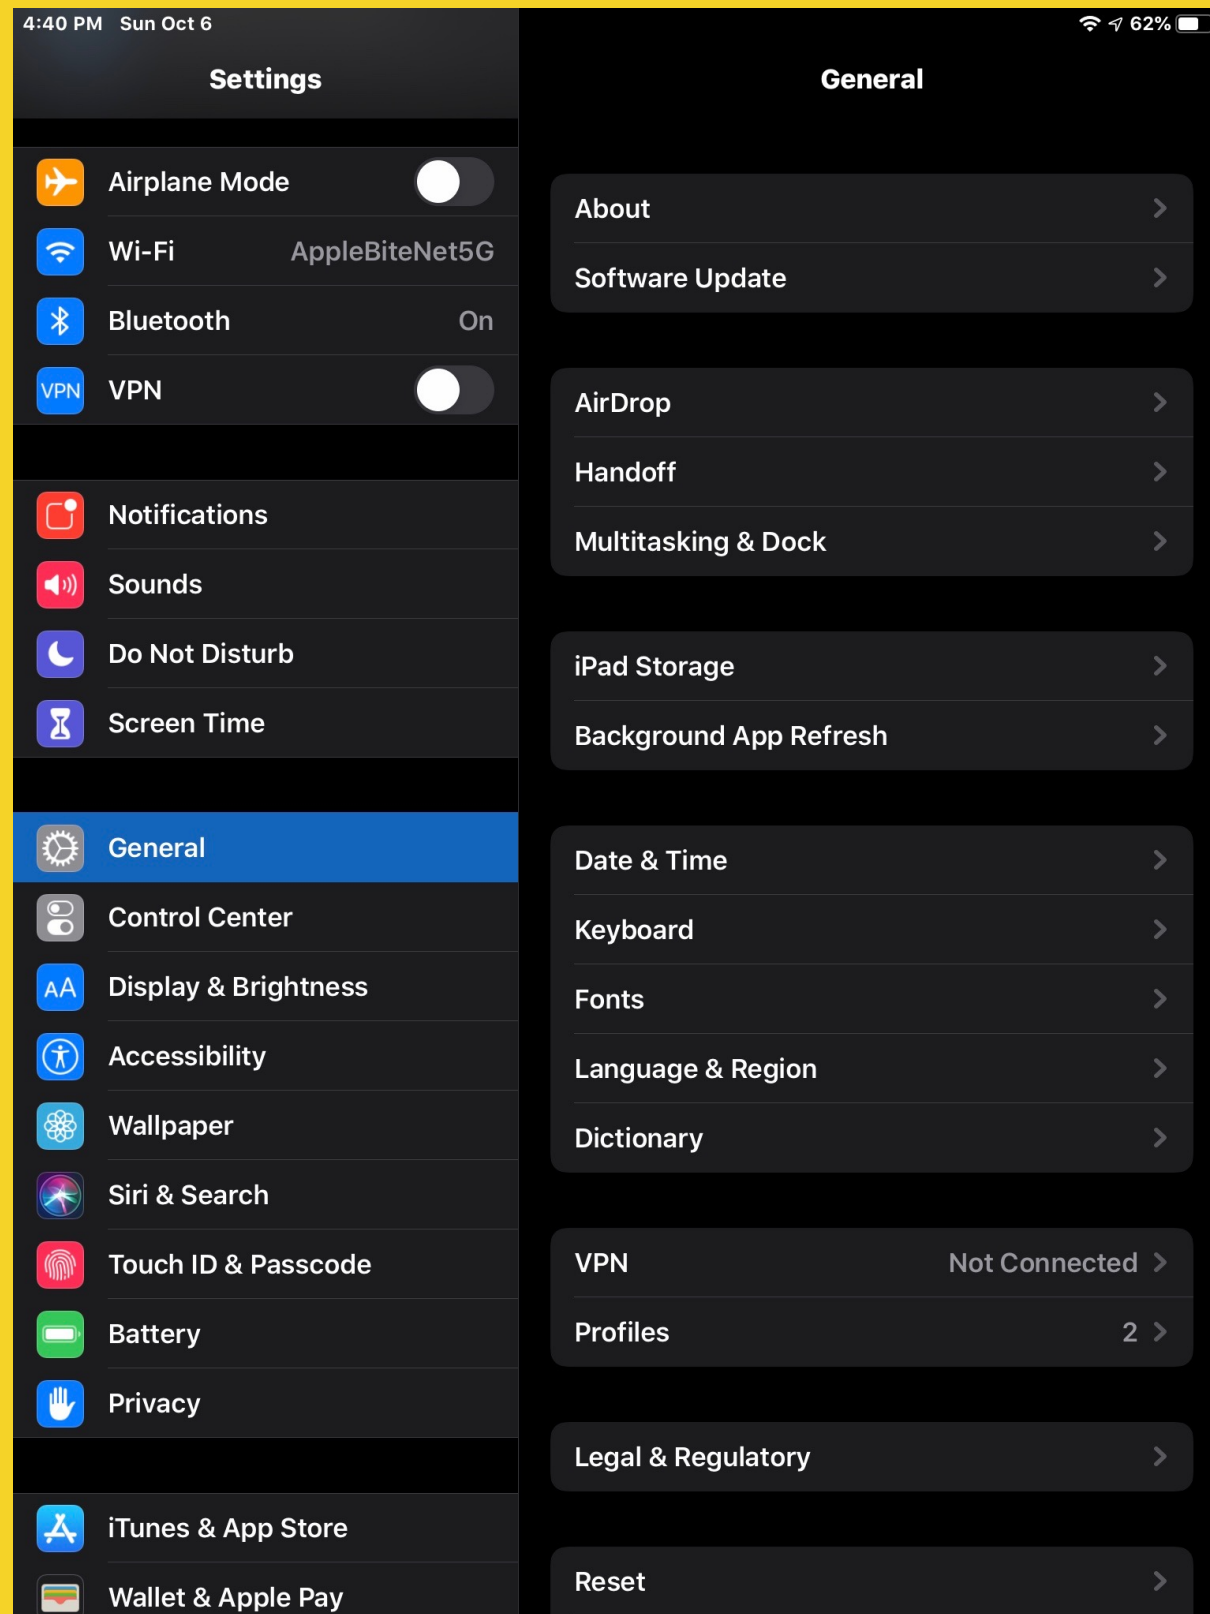 4:40 PM Sun Oct 6
62%
Settings
Airplane Mode
Wi-Fi AppleBiteNet5G
Bluetooth On
VPN VPN
Notifications
Sounds
Do Not Disturb
Screen Time
General
Control Center
AA Display & Brightness
Accessibility
Wallpaper
Siri & Search
Touch ID & Passcode
Battery
Privacy
iTunes & App Store
Wallet & Apple Pay
General
About
Software Update
AirDrop
Handoff
Multitasking & Dock
iPad Storage
Background App Refresh
Date & Time
Keyboard
Fonts
Language & Region
Dictionary
VPN Not Connected
Profiles 2
Legal & Regulatory
Reset